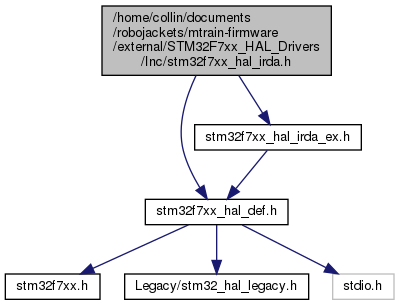 /home/collin/documents
/robojackets/mtrain-firmware
/external/STM32F7xx_HAL_Drivers
/Inc/stm32f7xx_hal_irda.h
stm32f7xx_hal_irda_ex.h
stm32f7xx_hal_def.h
stm32f7xx.h
Legacy/stm32_hal_legacy.h
stdio.h